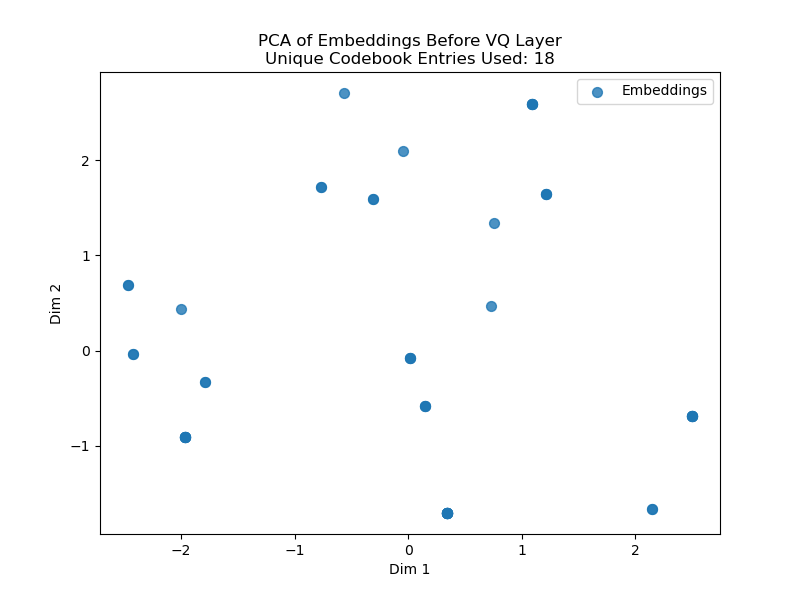 PCA of Embeddings Before VQ Layer
Unique Codebook Entries Used: 18
Embeddings
2
1
0
−1
Dim 2
−2
−1
0
1
2
Dim 1